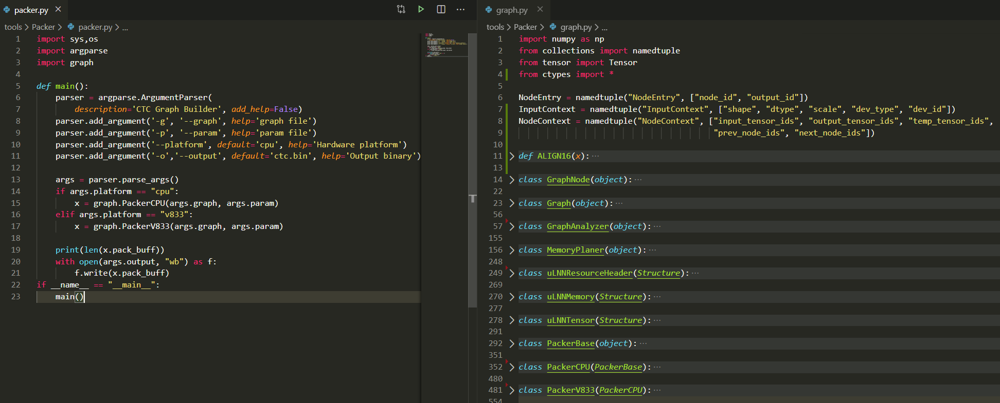 packer.py
tools > Packer > packer.py > ...
1 import sys,os
2 import argparse
3 import graph
4
5 def main():
6     parser = argparse.ArgumentParser(
7         description='CTC Graph Builder', add_help=False)
8     parser.add_argument('-g', '--graph', help='graph file')
9     parser.add_argument('-p', '--param', help='param file')
10     parser.add_argument('--platform', default='cpu', help='Hardware platform')
11     parser.add_argument('-o','--output', default='ctc.bin', help='Output binary')
12
13     args = parser.parse_args()
14     if args.platform == "cpu":
15         x = graph.PackerCPU(args.graph, args.param)
16     elif args.platform == "v833":
17         x = graph.PackerV833(args.graph, args.param)
18
19     print(len(x.pack_buff))
20     with open(args.output, "wb") as f:
21         f.write(x.pack_buff)
22 if __name__ == "__main__":
23     main()
graph.py
tools > Packer > graph.py > ...
1 import numpy as np
2 from collections import namedtuple
3 from tensor import Tensor
4 from ctypes import *
5
6 NodeEntry = namedtuple("NodeEntry", ["node_id", "output_id"])
7 InputContext = namedtuple("InputContext", ["shape", "dtype", "scale", "dev_type", "dev_id"])
8 NodeContext = namedtuple("NodeContext", ["input_tensor_ids", "output_tensor_ids", "temp_tensor_ids",
9                                         "prev_node_ids", "next_node_ids"])
10
11 > def ALIGN16(x): ...
13
14 > class GraphNode(object): ...
22
23 > class Graph(object): ...
56
57 > class GraphAnalyzer(object): ...
155
156 > class MemoryPlaner(object): ...
248
249 > class uLNNResourceHeader(Structure): ...
269
270 > class uLNNMemory(Structure): ...
277
278 > class uLNNTensor(Structure): ...
291
292 > class PackerBase(object): ...
351
352 > class PackerCPU(PackerBase): ...
480
481 > class PackerV833(PackerCPU): ...
554